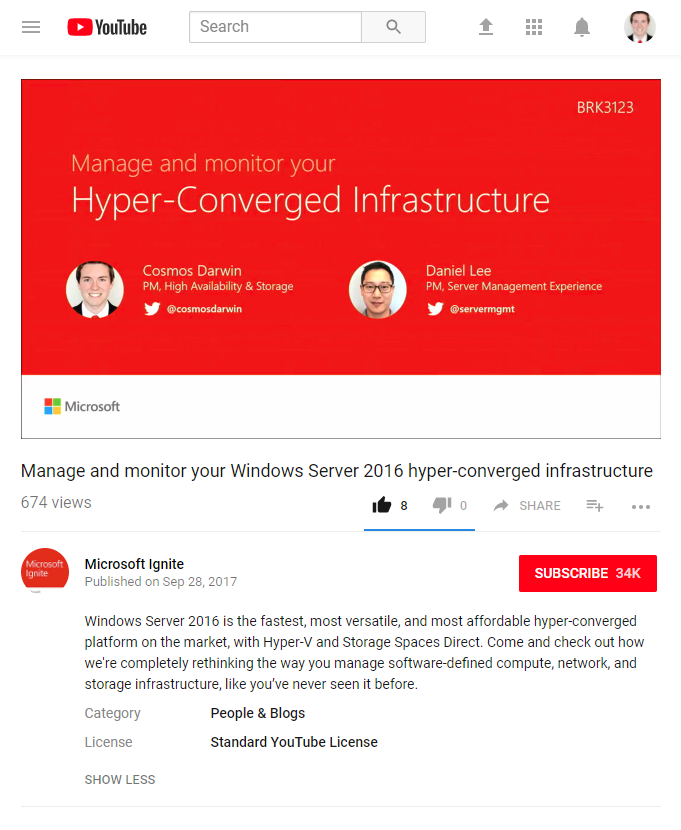 YouTube
Search
BRK3123
Manage and monitor your
Hyper-Converged Infrastructure
Cosmos Darwin
PM, High Availability & Storage
@cosmosdarwin
Daniel Lee
PM, Server Management Experience
@servermgmt
Microsoft
Manage and monitor your Windows Server 2016 hyper-converged infrastructure
674 views
8
0
SHARE
Microsoft
Ignite
Microsoft Ignite
Published on Sep 28, 2017
SUBSCRIBE 34K
Windows Server 2016 is the fastest, most versatile, and most affordable hyper-converged
platform on the market, with Hyper-V and Storage Spaces Direct. Come and check out how
we're completely rethinking the way you manage software-defined compute, network, and
storage infrastructure, like you’ve never seen it before.
Category People & Blogs
License Standard YouTube License
SHOW LESS